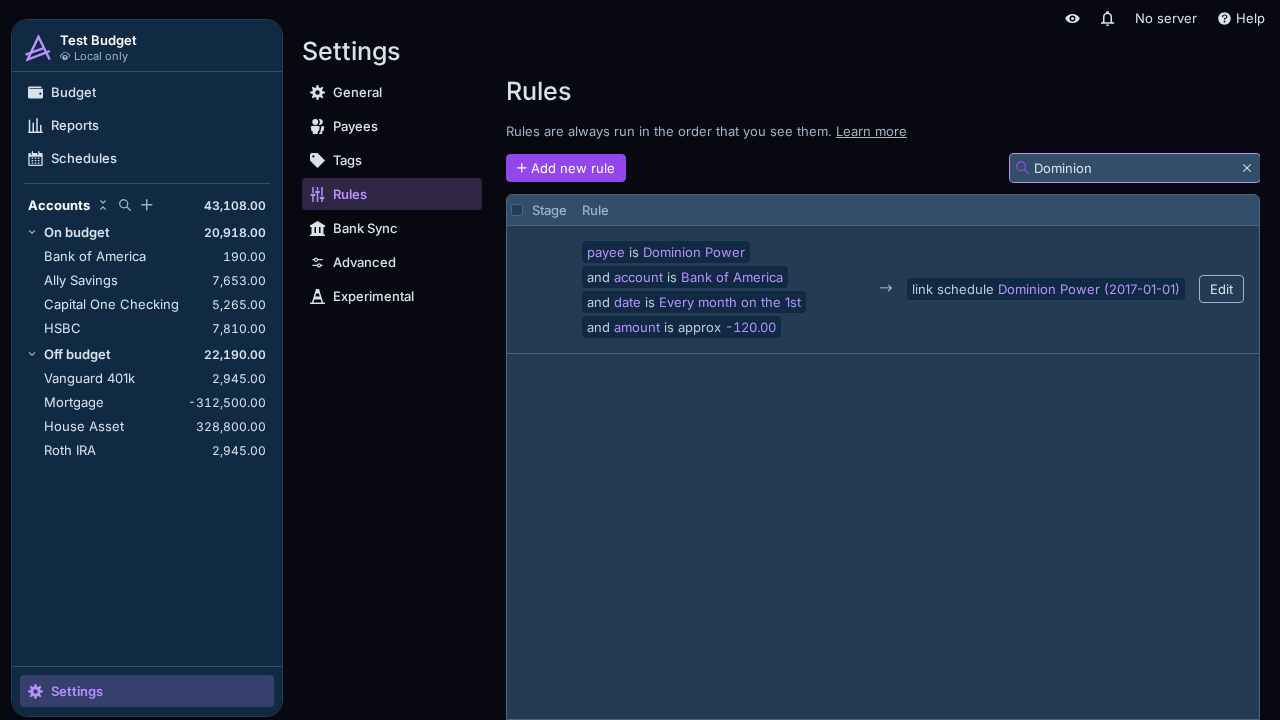 No server
Help
Test Budget
Local only
Budget
Reports
Schedules
Accounts 43,108.00
On budget 20,918.00
Bank of America 190.00
Ally Savings 7,653.00
Capital One Checking 5,265.00
HSBC 7,810.00
Off budget 22,190.00
Vanguard 401k 2,945.00
Mortgage -312,500.00
House Asset 328,800.00
Roth IRA 2,945.00
Settings
Settings
General
Payees
Tags
Rules
Bank Sync
Advanced
Experimental
Rules
Rules are always run in the order that you see them. Learn more
+ Add new rule
Dominion
Stage Rule
payee is Dominion Power
and account is Bank of America
and date is Every month on the 1st
and amount is approx -120.00
→ link schedule Dominion Power (2017-01-01)
Edit